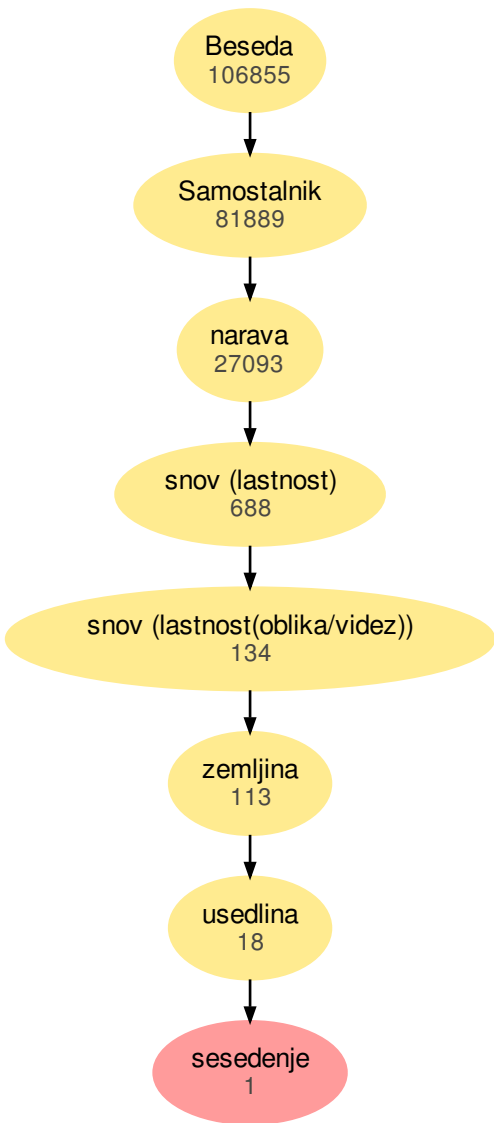 Beseda
106855
Samostalnik
81889
narava
27093
snov (lastnost)
688
snov (lastnost(oblika/videz))
134
zemljina
113
usedlina
18
sesedenje
1